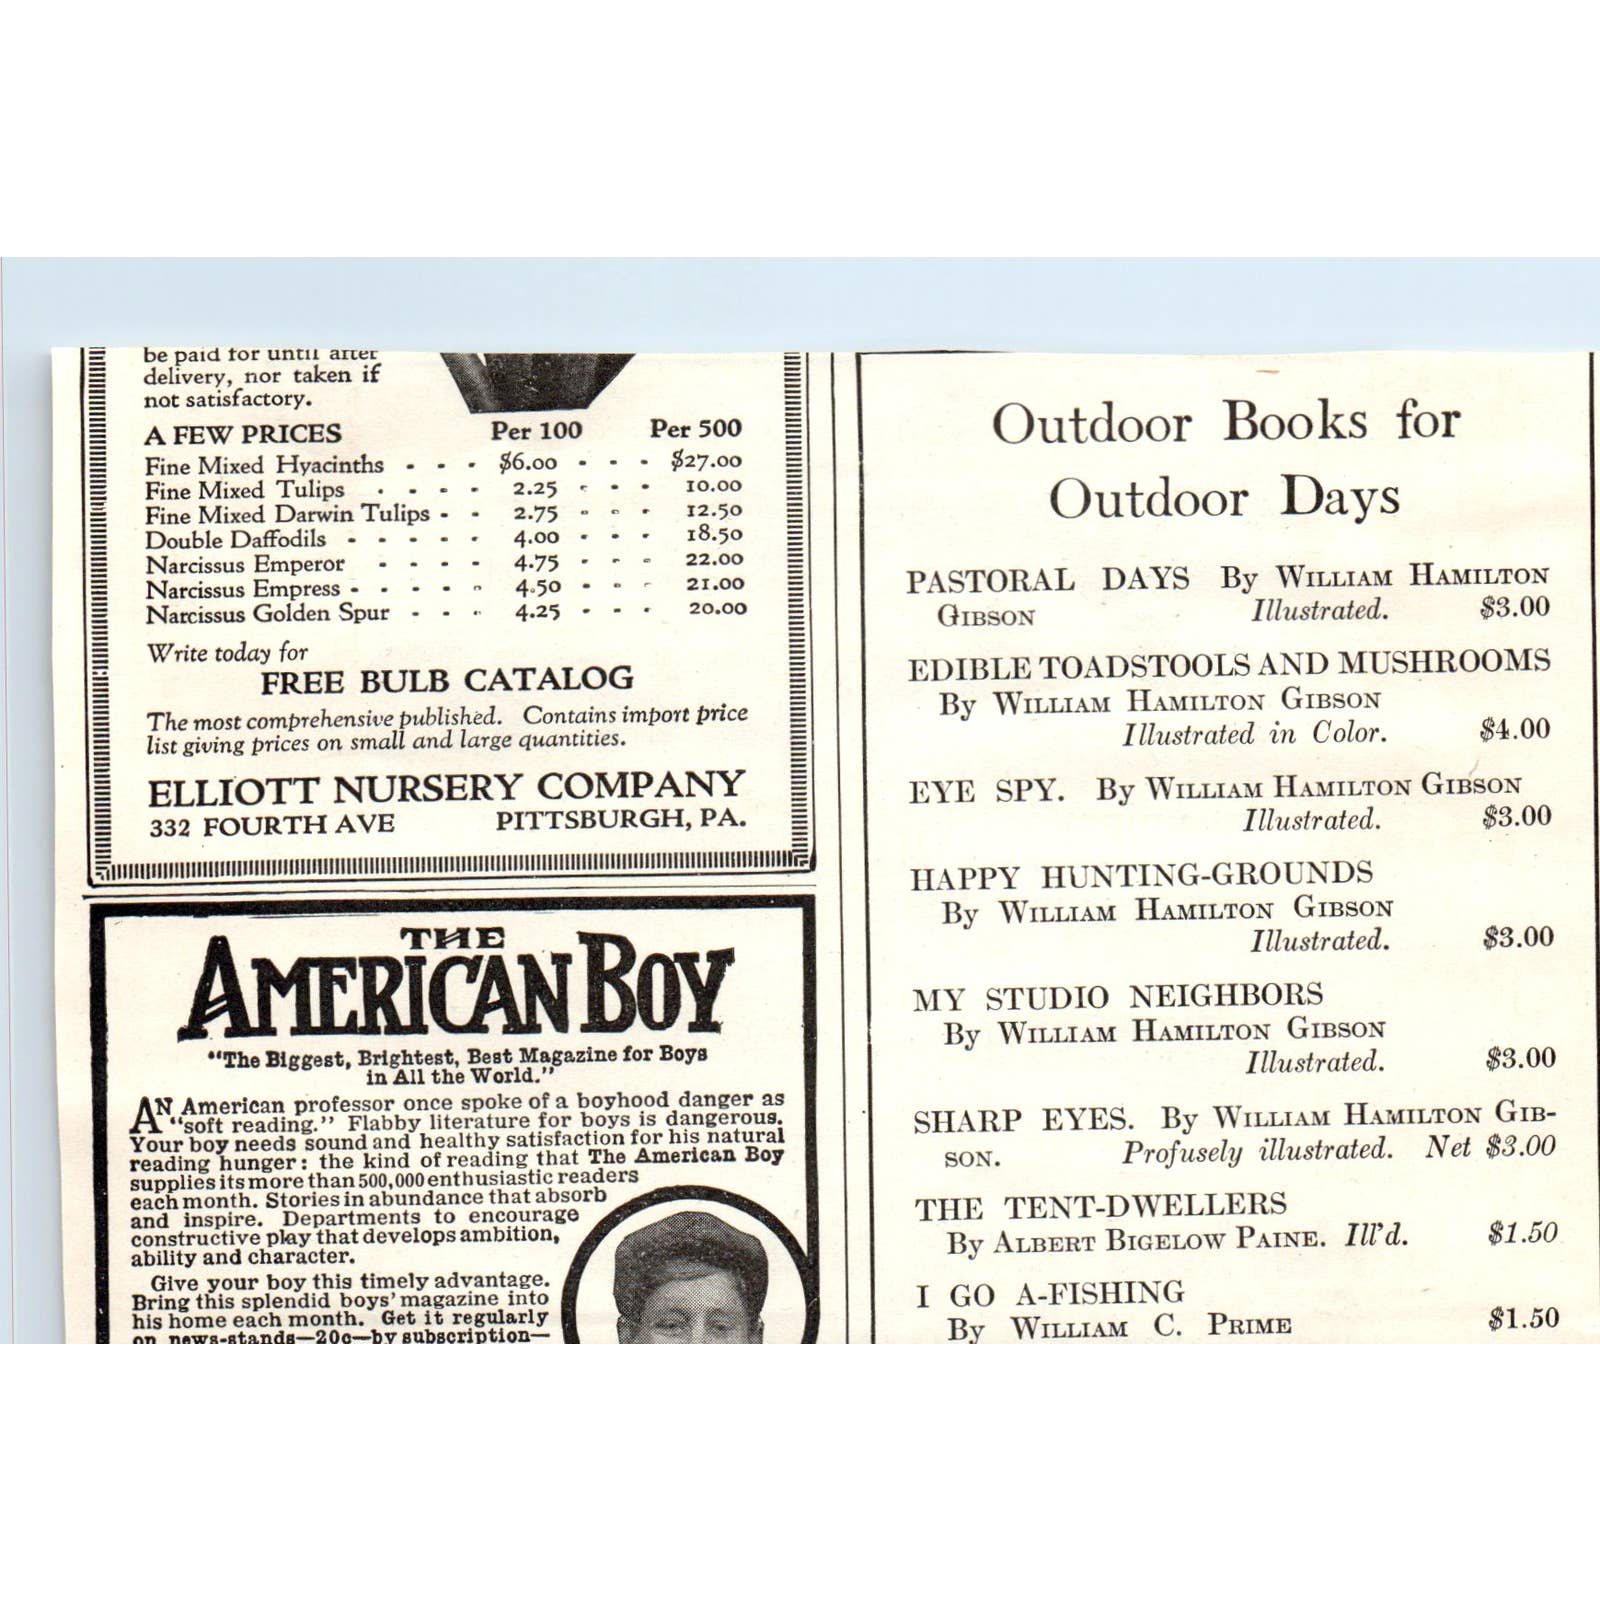 be paid for until after
delivery, nor taken if
not satisfactory.
A FEW PRICES Per 100 Per 500
Fine Mixed Hyacinths - - - $6.00 - - - $27.00
Fine Mixed Tulips - - - - 2.25 - - - 10.00
Fine Mixed Darwin Tulips - - 2.75 - - - 12.50
Double Daffodils - - - - - 4.00 - - - 18.50
Narcissus Emperor - - - - 4.75 - - - 22.00
Narcissus Empress - - - - - 4.50 - - - 21.00
Narcissus Golden Spur - - - 4.25 - - - 20.00
Write today for
FREE BULB CATALOG
The most comprehensive published. Contains import price
list giving prices on small and large quantities.
ELLIOTT NURSERY COMPANY
332 FOURTH AVE PITTSBURGH, PA.
THE
AMERICAN BOY
"The Biggest, Brightest, Best Magazine for Boys
in All the World."
AN American professor once spoke of a boyhood danger as
"soft reading." Flabby literature for boys is dangerous.
Your boy needs sound and healthy satisfaction for his natural
reading hunger: the kind of reading that The American Boy
supplies its more than 500,000 enthusiastic readers
each month. Stories in abundance that absorb
and inspire. Departments to encourage
constructive play that develops ambition,
ability and character.
Give your boy this timely advantage.
Bring this splendid boys' magazine into
his home each month. Get it regularly
on news-stands—20c—by subscription—
Outdoor Books for
Outdoor Days
PASTORAL DAYS By WILLIAM HAMILTON
GIBSON Illustrated. $3.00
EDIBLE TOADSTOOLS AND MUSHROOMS
By WILLIAM HAMILTON GIBSON
Illustrated in Color. $4.00
EYE SPY. By WILLIAM HAMILTON GIBSON
Illustrated. $3.00
HAPPY HUNTING-GROUNDS
By WILLIAM HAMILTON GIBSON
Illustrated. $3.00
MY STUDIO NEIGHBORS
By WILLIAM HAMILTON GIBSON
Illustrated. $3.00
SHARP EYES. By WILLIAM HAMILTON GIB-
SON. Profusely illustrated. Net $3.00
THE TENT-DWELLERS
By ALBERT BIGELOW PAINE. Ill'd. $1.50
I GO A-FISHING
By WILLIAM C. PRIME $1.50